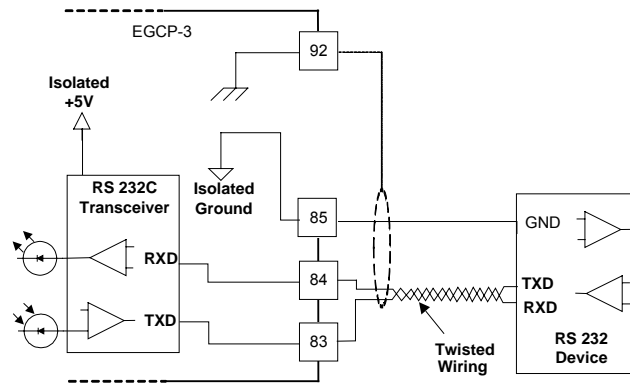 EGCP-3
92
Isolated
+5V
RS 232C
Transceiver
Isolated
Ground
85
GND
RXD
84
TXD
RXD
TXD
83
Twisted
Wiring
RS 232
Device